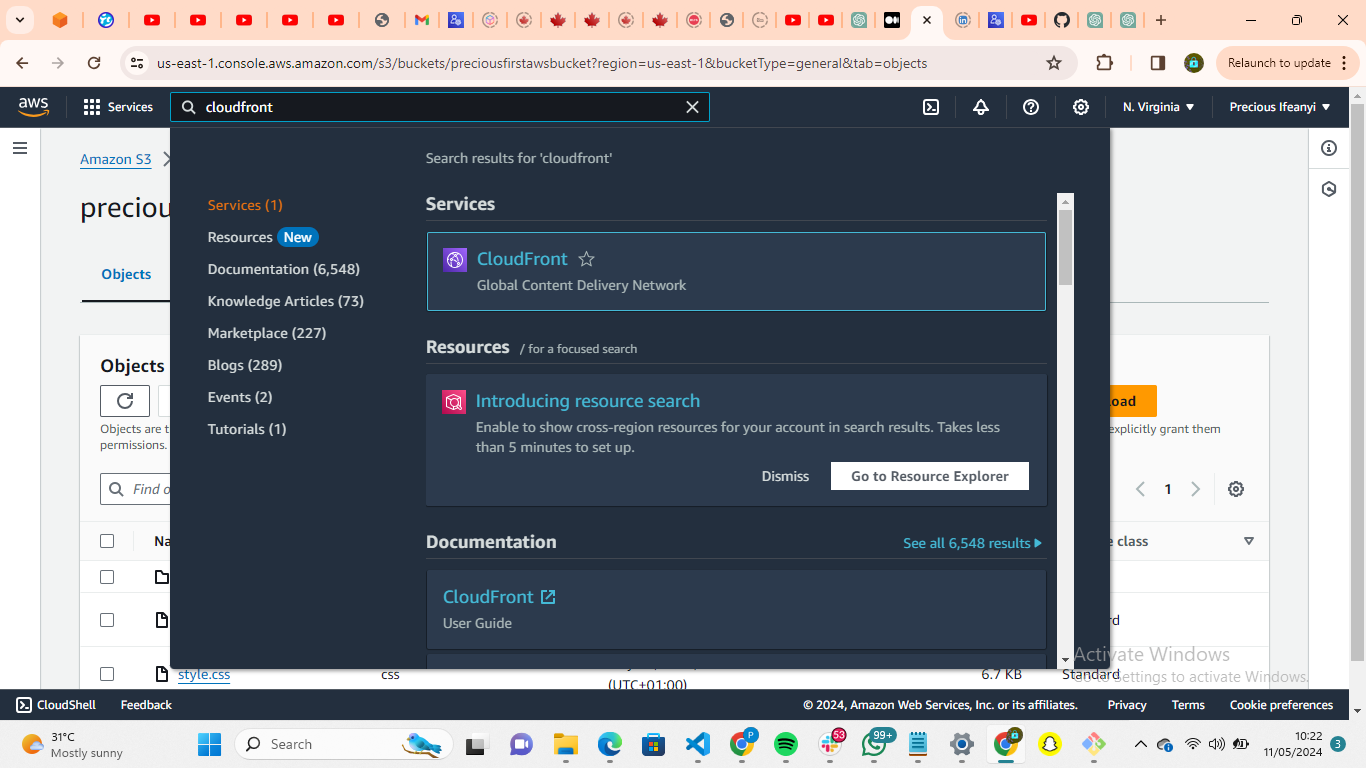 us-east-1.console.aws.amazon.com/s3/buckets/preciousfirstawsbucket?region=us-east-1&bucketType=general&tab=objects
Relaunch to update
aws
Services
cloudfront
N. Virginia
Precious Ifeanyi
Amazon S3
Search results for 'cloudfront'
Services (1)
Resources New
Documentation (6,548)
Knowledge Articles (73)
Marketplace (227)
Blogs (289)
Events (2)
Tutorials (1)
Services
CloudFront
Global Content Delivery Network
Resources / for a focused search
Introducing resource search
Enable to show cross-region resources for your account in search results. Takes less
than 5 minutes to set up.
Dismiss
Go to Resource Explorer
Documentation
See all 6,548 results
CloudFront
User Guide
Objects
Objects
Objects are
permissions.
explicitly grant them
Find
1
class
style.css
css
(UTC+01:00)
6.7 KB
Standard
Activate Windows
Go to Settings to activate Windows.
CloudShell
Feedback
© 2024, Amazon Web Services, Inc. or its affiliates.
Privacy
Terms
Cookie preferences
31°C
Mostly sunny
Search
P
53
99+
10:22
11/05/2024
3